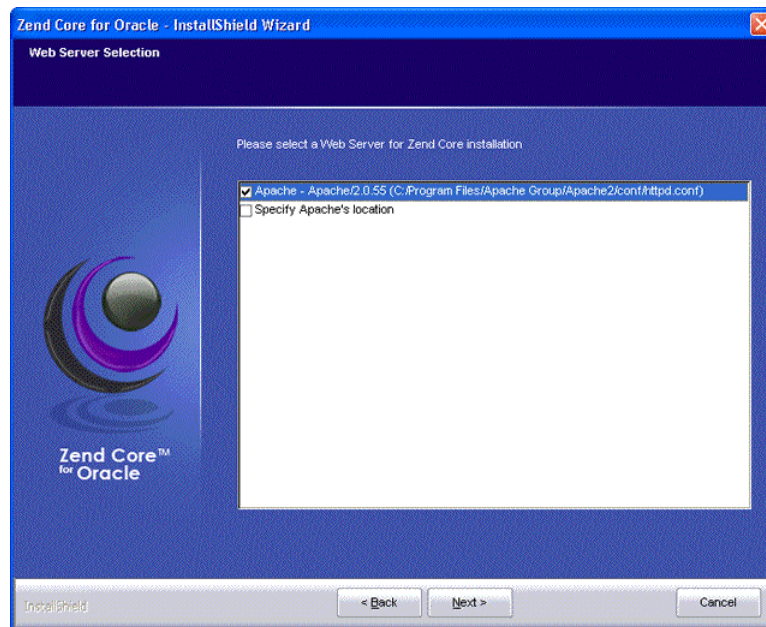 Zend Core for Oracle - InstallShield Wizard
Web Server Selection
Please select a Web Server for Zend Core installation
Apache - Apache/2.0.55 (C:/Program Files/Apache Group/Apache2/conf/httpd.conf)
Specify Apache's location
Zend Core™
for Oracle
InstallShield
< Back
Next >
Cancel